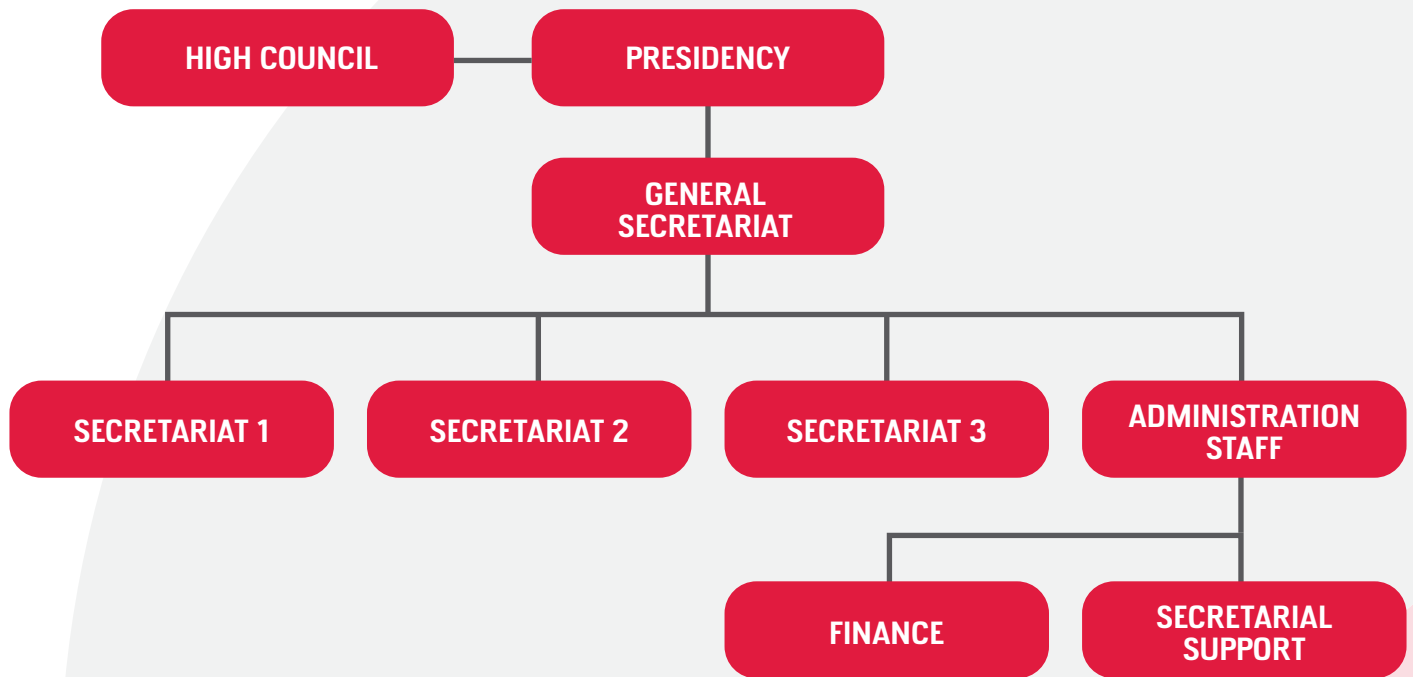 HIGH COUNCIL
PRESIDENCY
GENERAL
SECRETARIAT
SECRETARIAT 1
SECRETARIAT 2
SECRETARIAT 3
ADMINISTRATION
STAFF
FINANCE
SECRETARIAL
SUPPORT